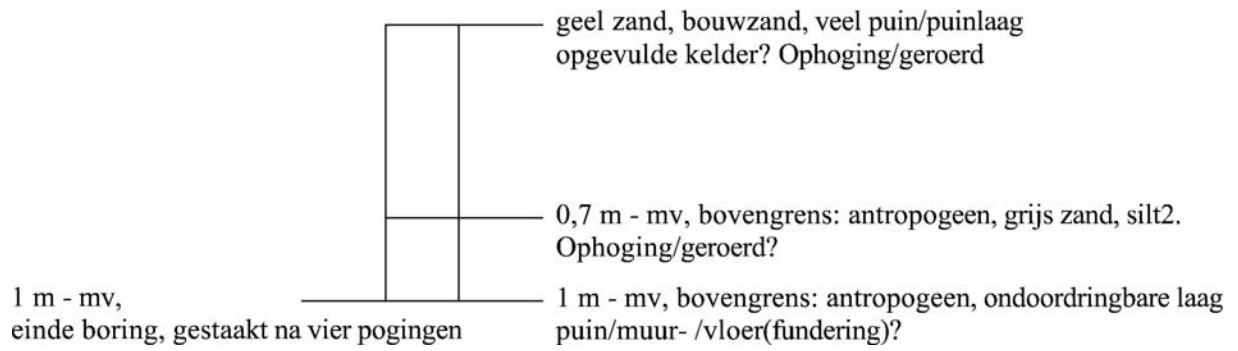 geel zand, bouwzand, veel puin/puinlaag
opgevulde kelder? Ophoging/geroerd
0,7 m - mv, bovengrens: antropogeen, grijs zand, silt2.
Ophoging/geroerd?
1 m - mv,
einde boring, gestaakt na vier pogingen
1 m - mv, bovengrens: antropogeen, ondoordringbare laag
puin/muur- /vloer(fundering)?